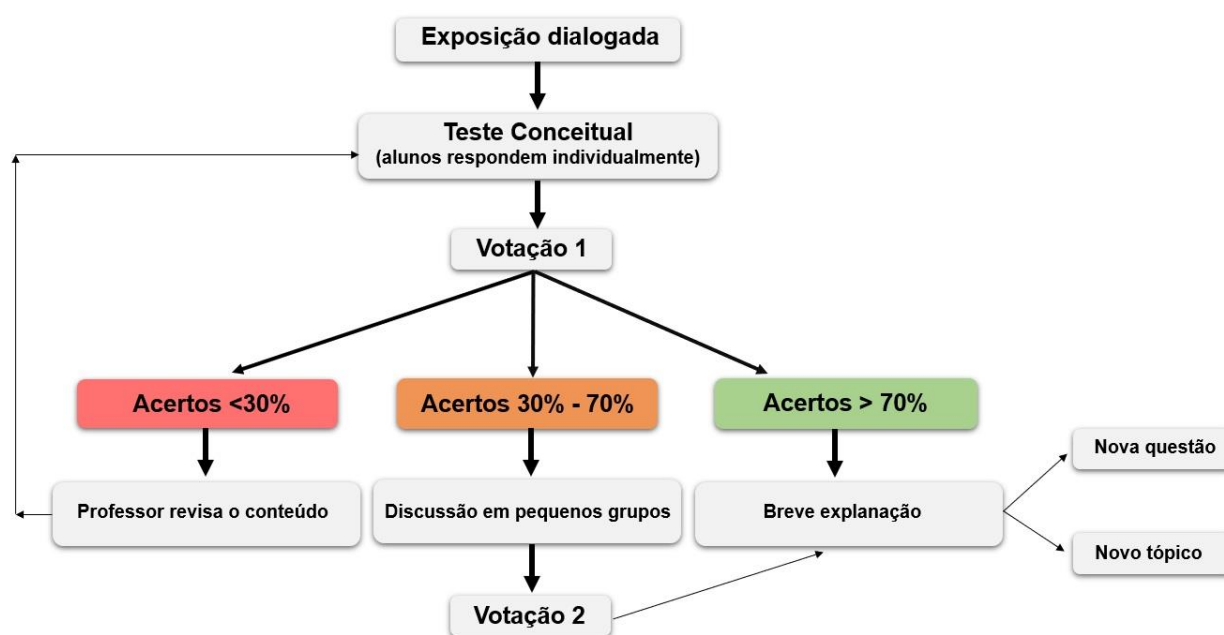 Exposição dialogada
Teste Conceitual
(alunos respondem individualmente)
Votação 1
Acertos <30%
Acertos 30% - 70%
Acertos > 70%
Professor revisa o conteúdo
Discussão em pequenos grupos
Breve explanação
Nova questão
Novo tópico
Votação 2